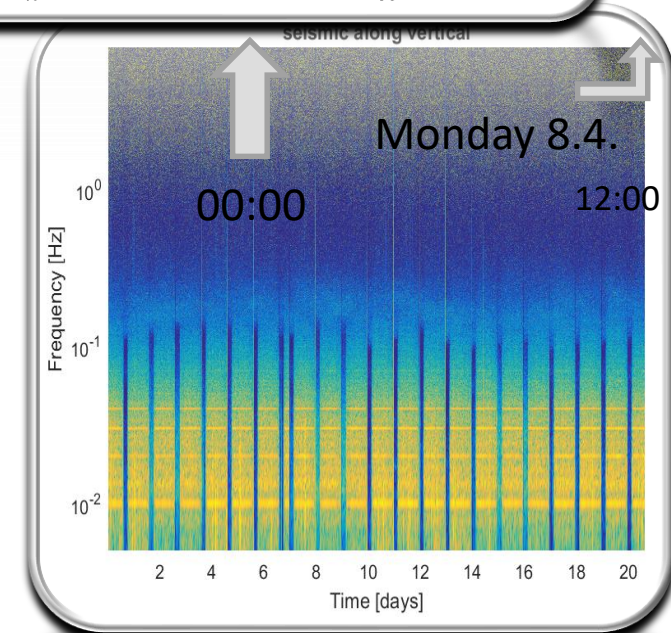 seismic along vertical
Monday 8.4.
00:00
12:00
Frequency [Hz]
10^0
10^-1
10^-2
2 4 6 8 10 12 14 16 18 20
Time [days]